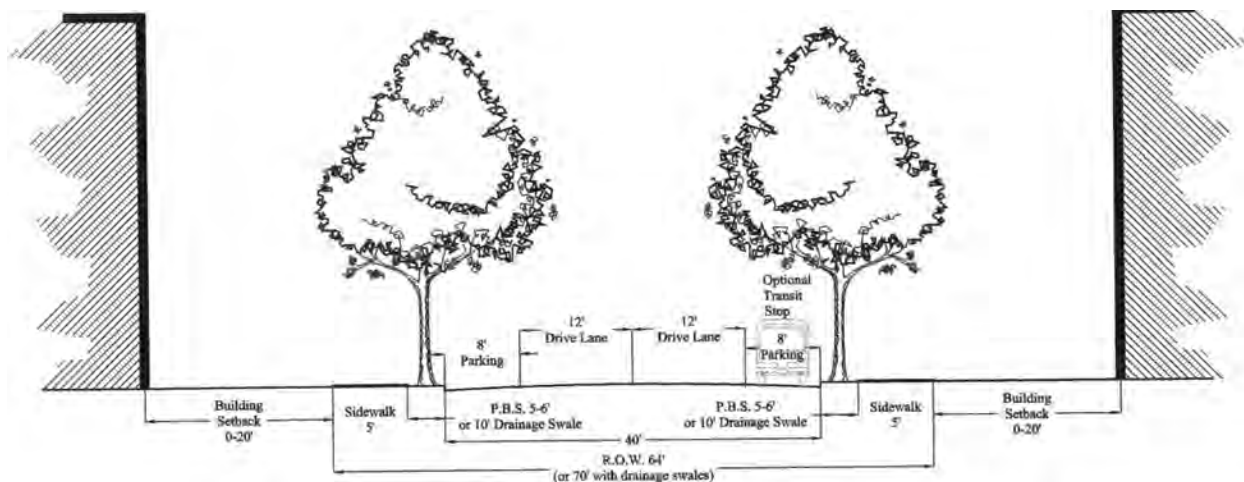 Optional
Transit
Stop
12'
Drive Lane
12'
Drive Lane
8'
Parking
8'
Parking
Building
Setback
0-20'
Sidewalk
5'
P.B.S. 5-6'
or 10' Drainage Swale
P.B.S. 5-6'
or 10' Drainage Swale
Sidewalk
5'
Building
Setback
0-20'
40'
R.O.W. 64'
(or 70' with drainage swales)